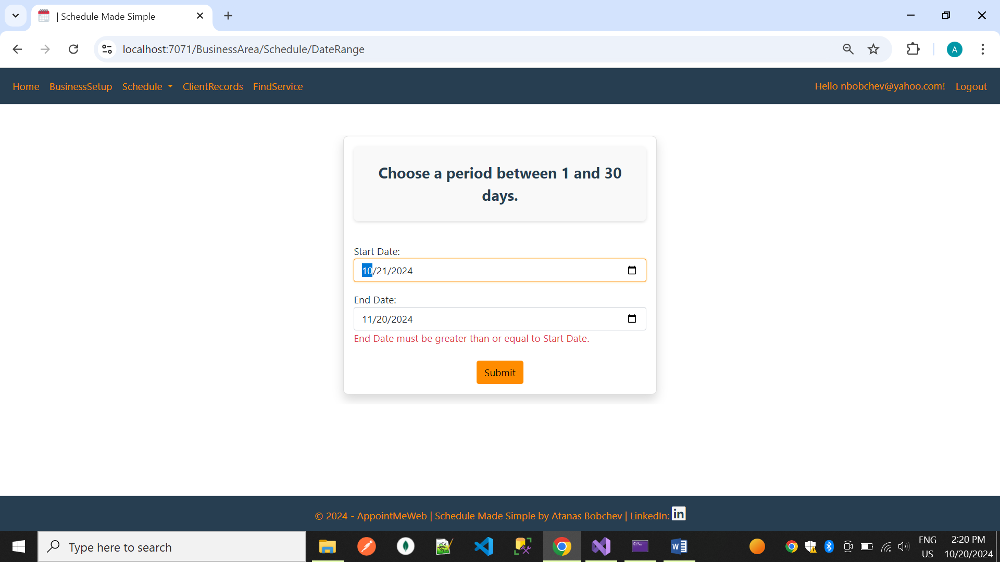 | Schedule Made Simple
localhost:7071/BusinessArea/Schedule/DateRange
A
Home BusinessSetup Schedule ClientRecords FindService Hello nbobchev@yahoo.com! Logout
Choose a period between 1 and 30
days.
Start Date:
10/21/2024
End Date:
11/20/2024
End Date must be greater than or equal to Start Date.
Submit
© 2024 - AppointMeWeb | Schedule Made Simple by Atanas Bobchev | LinkedIn: in
Type here to search
ENG
US
2:20 PM
10/20/2024